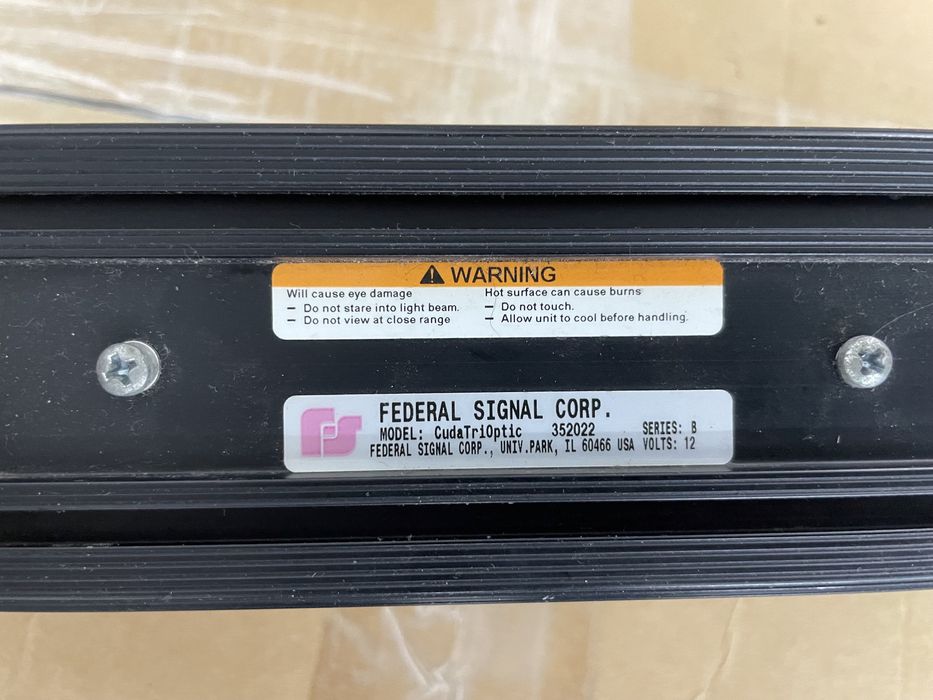 WARNING
Will cause eye damage
– Do not stare into light beam.
– Do not view at close range
Hot surface can cause burns
– Do not touch.
– Allow unit to cool before handling.
FEDERAL SIGNAL CORP.
MODEL: CudaTriOptic 352022 SERIES: B
FEDERAL SIGNAL CORP., UNIV.PARK, IL 60466 USA VOLTS: 12